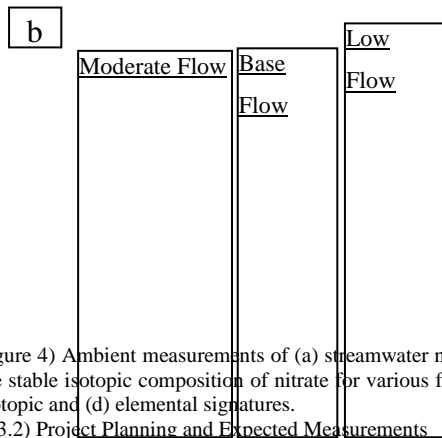 b
Moderate Flow
Base
Flow
Low
Flow
gure 4) Ambient measurements of (a) streamwater
e stable isotopic composition of nitrate for various
otopic and (d) elemental signatures.
3.2) Project Planning and Expected Measurements